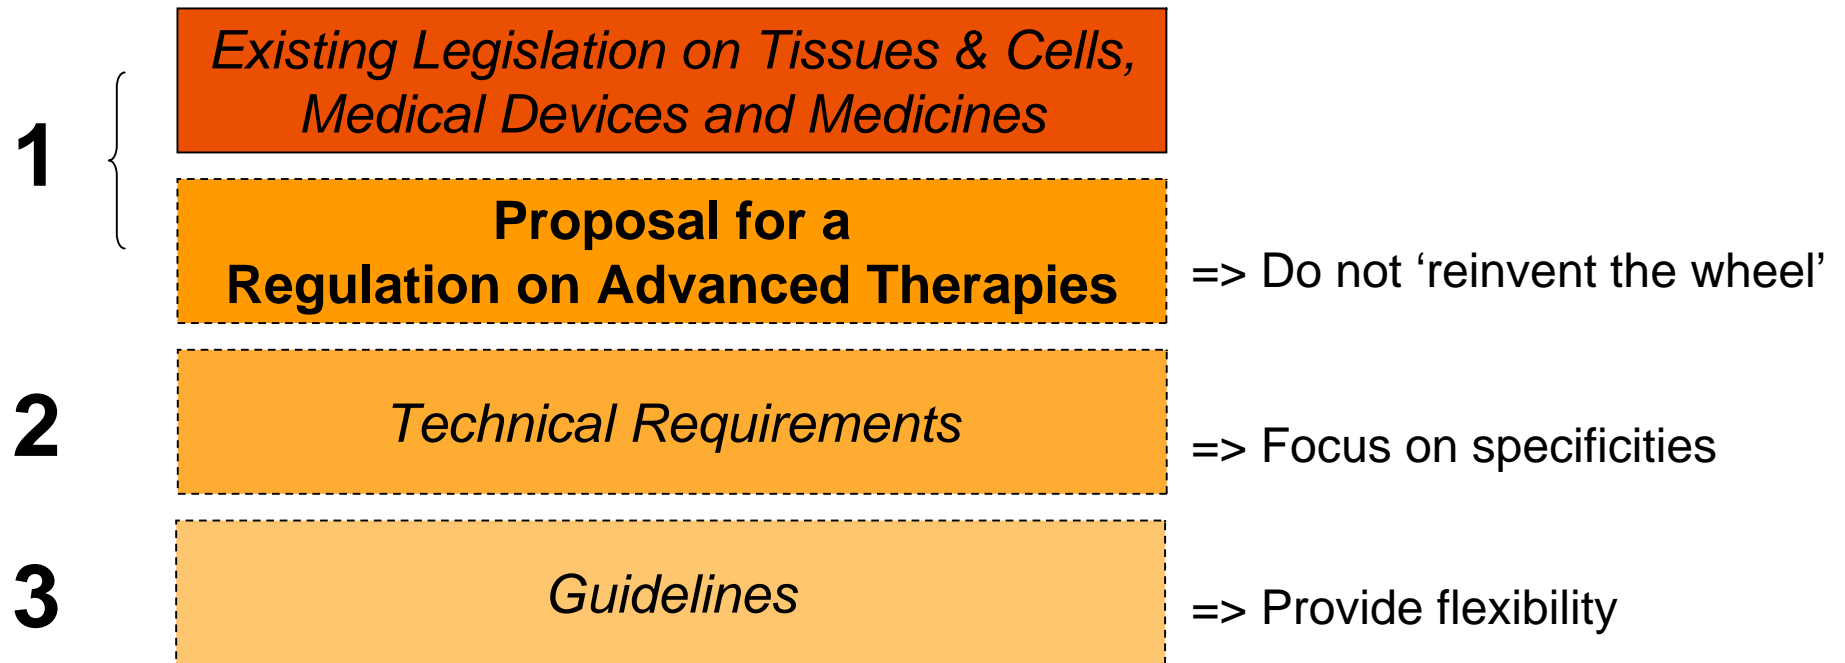 1
Existing Legislation on Tissues & Cells,
Medical Devices and Medicines
Proposal for a
Regulation on Advanced Therapies
=> Do not ‘reinvent the wheel’
2
Technical Requirements
=> Focus on specificities
3
Guidelines
=> Provide flexibility